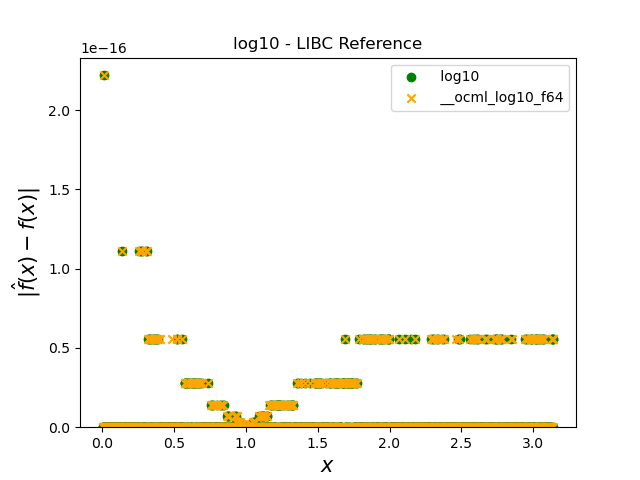 log10 - LIBC Reference
1e−16
log10
__ocml_log10_f64
2.0
1.5
1.0
0.5
0.0
|f̂(x) − f(x)|
0.0 0.5 1.0 1.5 2.0 2.5 3.0
x